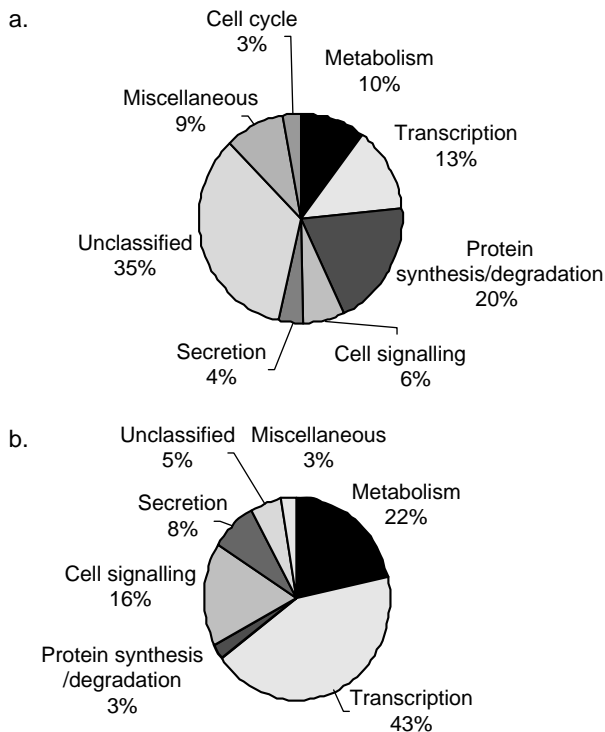 a.
Cell cycle
3%
Metabolism
10%
Miscellaneous
9%
Transcription
13%
Unclassified
35%
Protein
synthesis/degradation
20%
Secretion
4%
Cell signalling
6%
b.
Unclassified
5%
Miscellaneous
3%
Metabolism
22%
Secretion
8%
Cell signalling
16%
Protein synthesis
/degradation
3%
Transcription
43%